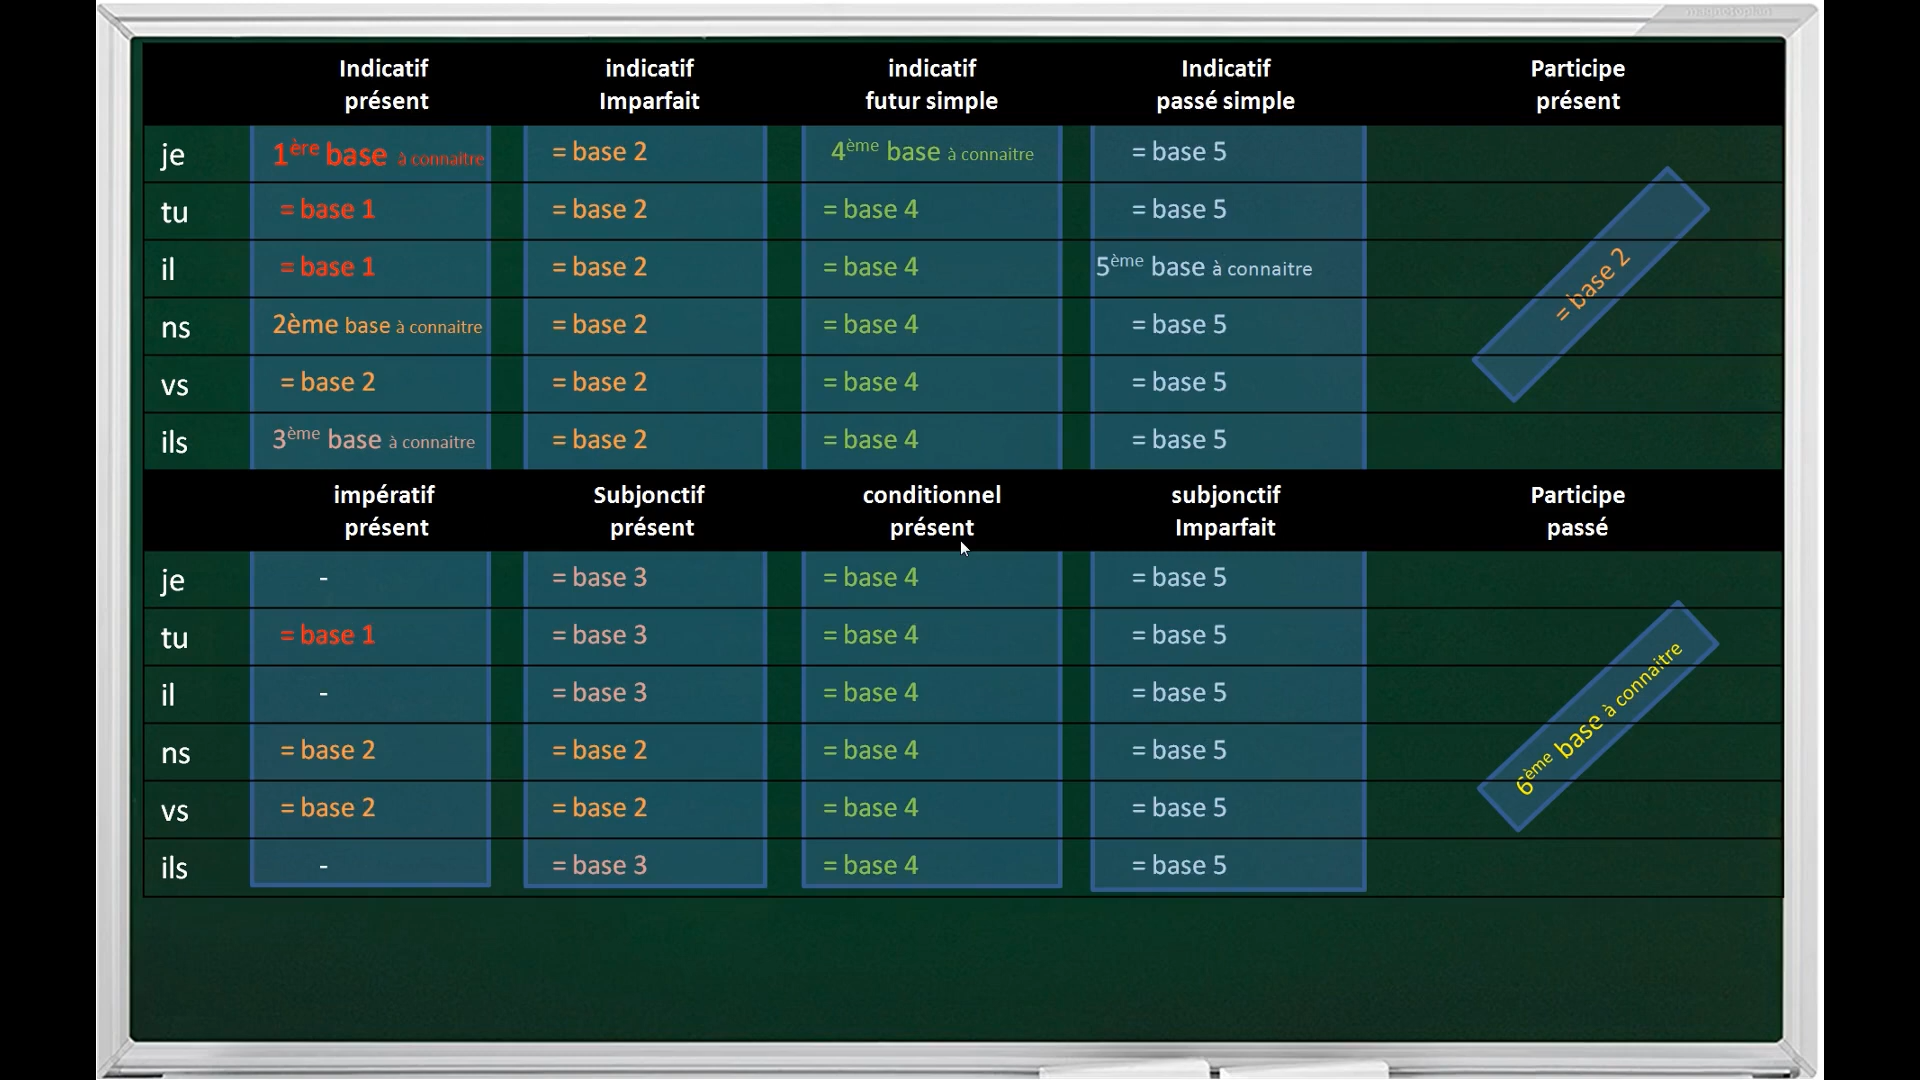 Indicatif présent indicatif Imparfait indicatif futur simple Indicatif passé simple Participe présent
je 1ère base à connaitre = base 2 4ème base à connaitre = base 5
tu = base 1 = base 2 = base 4 = base 5
il = base 1 = base 2 = base 4 5ème base à connaitre = base 2
ns 2ème base à connaitre = base 2 = base 4 = base 5
vs = base 2 = base 2 = base 4 = base 5
ils 3ème base à connaitre = base 2 = base 4 = base 5
impératif présent Subjonctif présent conditionnel présent subjonctif Imparfait Participe passé
je - = base 3 = base 4 = base 5
tu = base 1 = base 3 = base 4 = base 5
il - = base 3 = base 4 = base 5 6ème base à connaitre
ns = base 2 = base 2 = base 4 = base 5
vs = base 2 = base 2 = base 4 = base 5
ils - = base 3 = base 4 = base 5